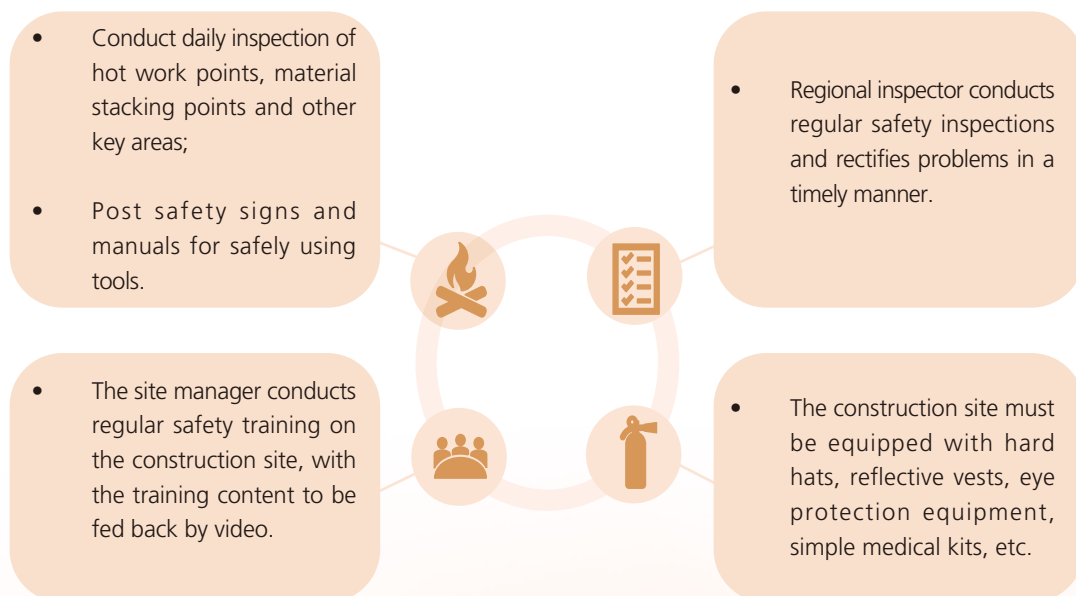 • Conduct daily inspection of
hot work points, material
stacking points and other
key areas;
• Post safety signs and
manuals for safely using
tools.
• Regional inspector conducts
regular safety inspections
and rectifies problems in a
timely manner.
• The site manager conducts
regular safety training on
the construction site, with
the training content to be
fed back by video.
• The construction site must
be equipped with hard
hats, reflective vests, eye
protection equipment,
simple medical kits, etc.